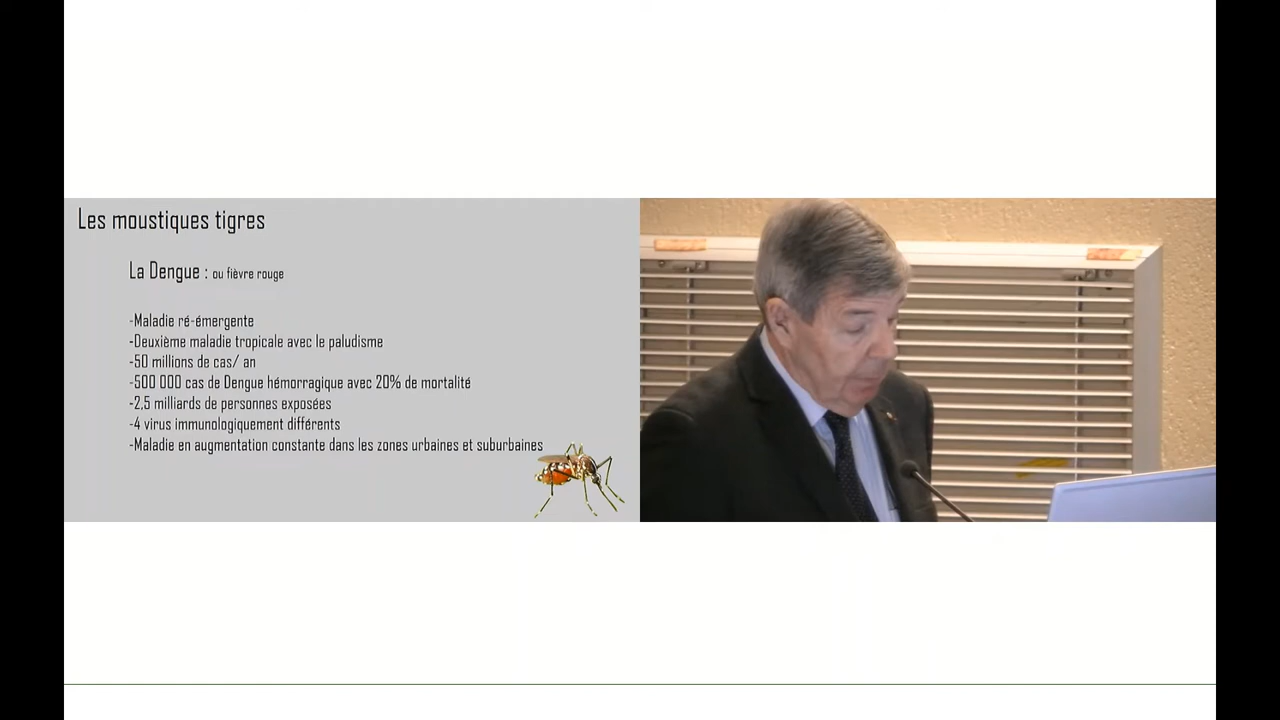 Les moustiques tigres
La Dengue : ou fièvre rouge
-Maladie ré-émergente
-Deuxième maladie tropicale avec le paludisme
-50 millions de cas/ an
-500 000 cas de Dengue hémorragique avec 20% de mortalité
-2,5 milliards de personnes exposées
-4 virus immunologiquement différents
-Maladie en augmentation constante dans les zones urbaines et suburbaines